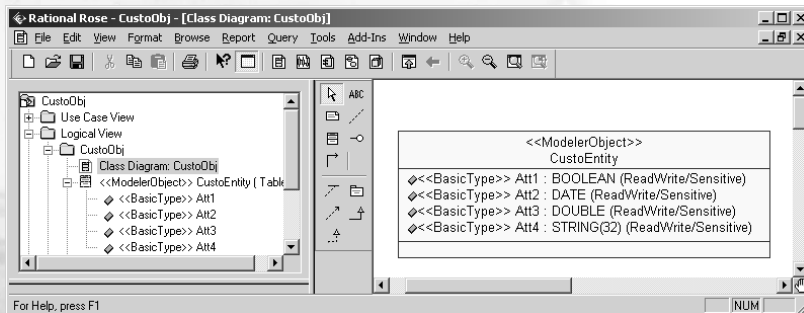 Rational Rose - CustoObj - [Class Diagram: CustoObj]
File Edit View Format Browse Report Query Tools Add-Ins Window Help
ABC
CustoObj
Use Case View
Logical View
CustoObj
Class Diagram: CustoObj
<<ModelerObject>> CustoEntity ( Table
<<BasicType>> Att1
<<BasicType>> Att2
<<BasicType>> Att3
<<BasicType>> Att4
<<ModelerObject>>
CustoEntity
<<BasicType>> Att1 : BOOLEAN (ReadWrite/Sensitive)
<<BasicType>> Att2 : DATE (ReadWrite/Sensitive)
<<BasicType>> Att3 : DOUBLE (ReadWrite/Sensitive)
<<BasicType>> Att4 : STRING(32) (ReadWrite/Sensitive)
For Help, press F1
NUM